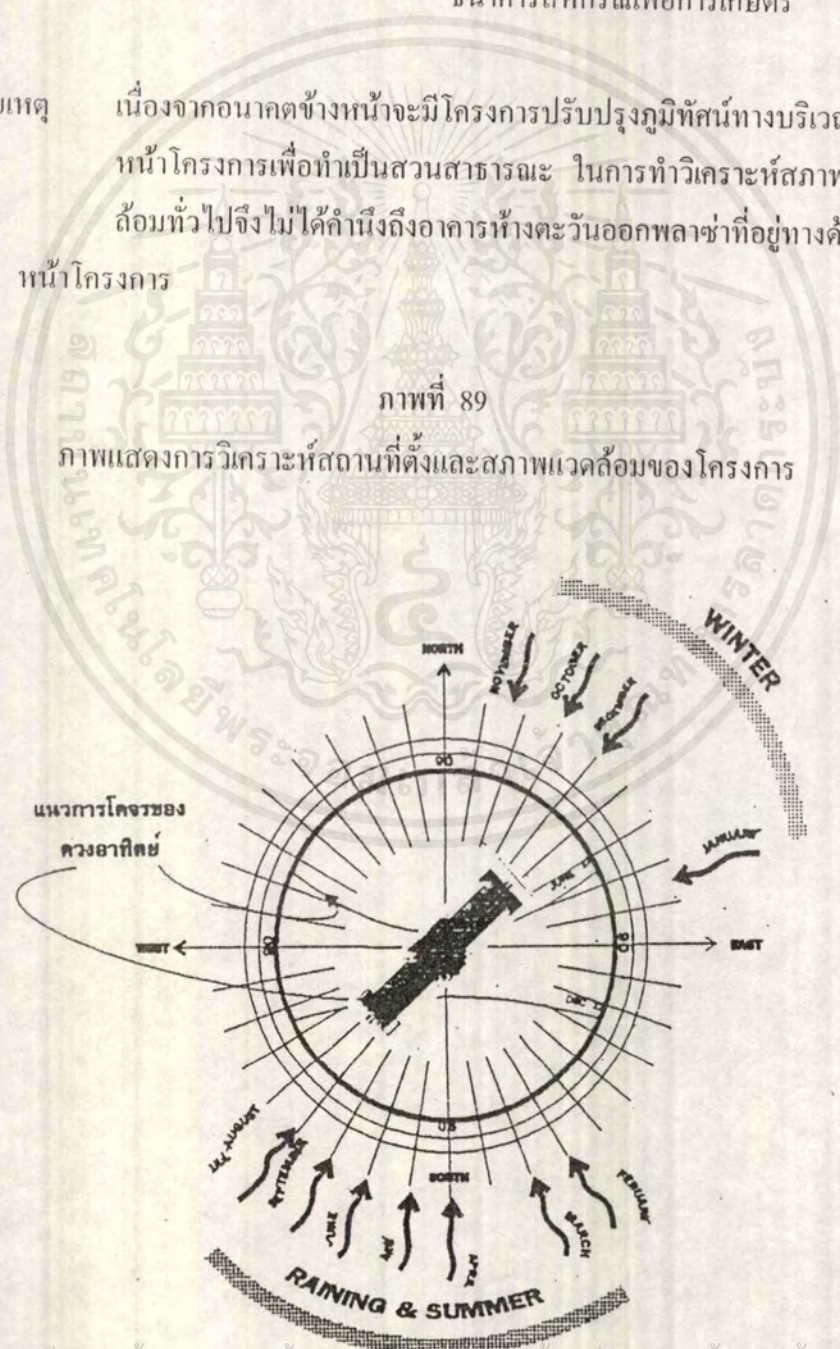 ยเหตุ เนื่องจากอนาคตข้างหน้าจะมีโครงการปรับปรุงภูมิทัศน์ทางบริเวณ
หน้าโครงการเพื่อทำเป็นสวนสาธารณะ ในการทำวิเคราะห์สภาพ
ล้อมทั่วไปจึงไม่ได้คำนึงถึงอาคารห้างตะวันออกพลาซ่าที่อยู่ทางด้
หน้าโครงการ
ภาพที่ 89
ภาพแสดงการวิเคราะห์สถานที่ตั้งและสภาพแวดล้อมของโครงการ
WINTER
NORTH
NOVEMBER
OCTOBER
DECEMBER
JANUARY
แนวการโคจรของ
ดวงอาทิตย์
90
JUNE
WEST
90
90
EAST
DEC
SOUTH
AUGUST
SEPTEMBER
JUNE
MAY
APRIL
MARCH
FEBRUARY
RAINING & SUMMER